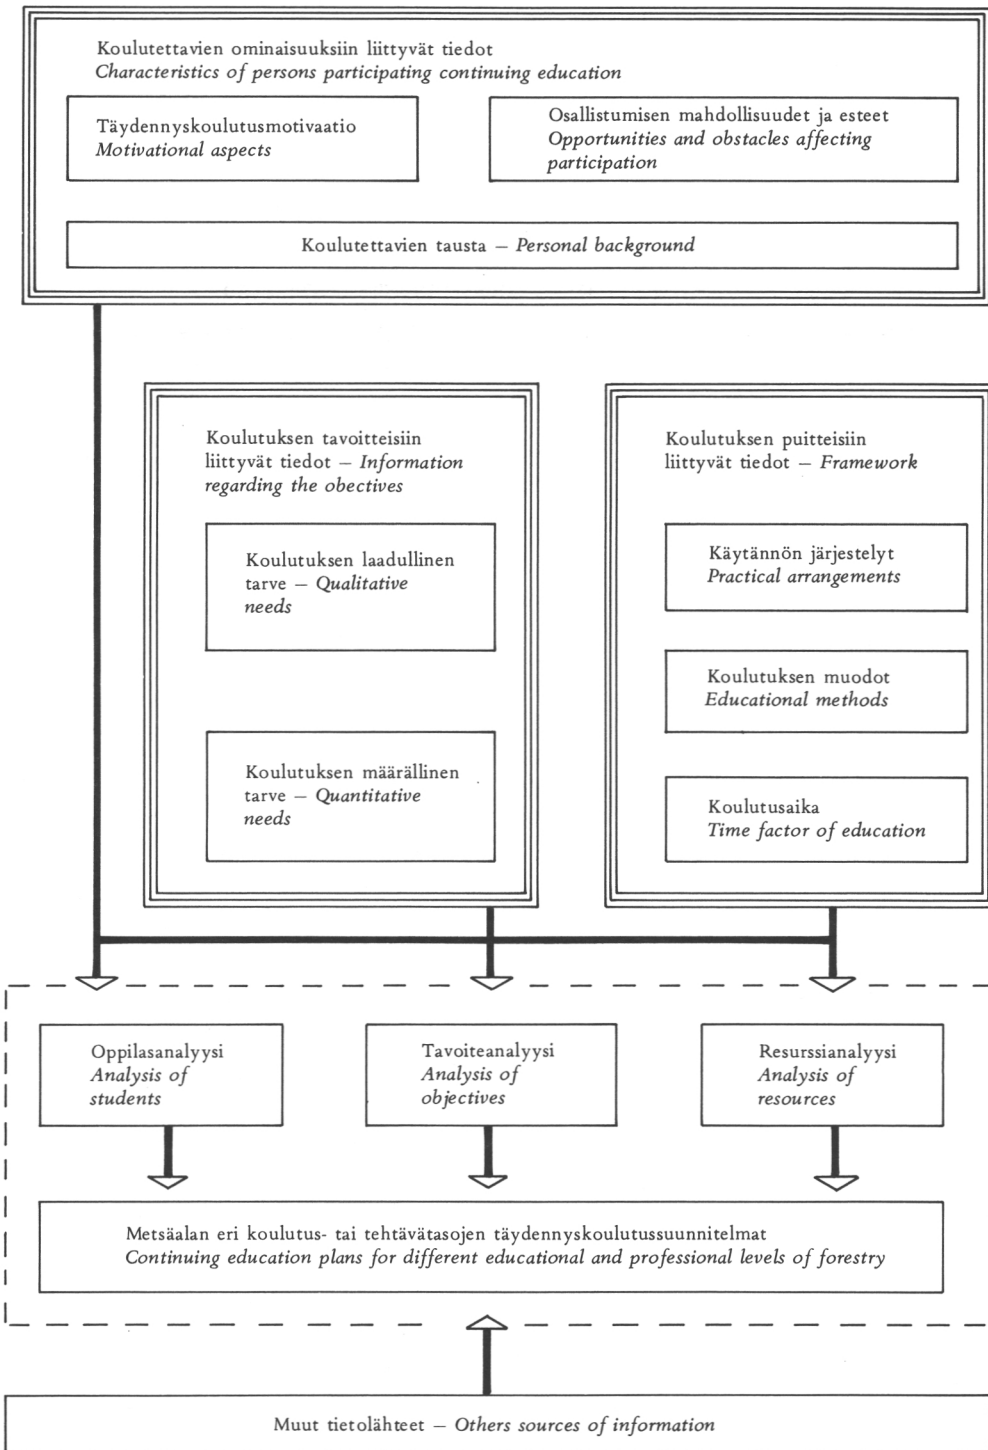 Koulutettavien ominaisuuksiin liittyvät tiedot
Characteristics of persons participating continuing education
Täydennyskoulutusmotivaatio
Motivational aspects
Osallistumisen mahdollisuudet ja esteet
Opportunities and obstacles affecting
participation
Koulutettavien tausta – Personal background
Koulutuksen tavoitteisiin
liittyvät tiedot – Information
regarding the obectives
Koulutuksen laadullinen
tarve – Qualitative
needs
Koulutuksen määrällinen
tarve – Quantitative
needs
Koulutuksen puitteisiin
liittyvät tiedot – Framework
Käytännön järjestelyt
Practical arrangements
Koulutuksen muodot
Educational methods
Koulutusaika
Time factor of education
Oppilasanalyysi
Analysis of
students
Tavoiteanalyysi
Analysis of
objectives
Resurssianalyysi
Analysis of
resources
Metsäalan eri koulutus- tai tehtävätasojen täydennyskoulutussuunnitelmat
Continuing education plans for different educational and professional levels of forestry
Muut tietolähteet – Others sources of information